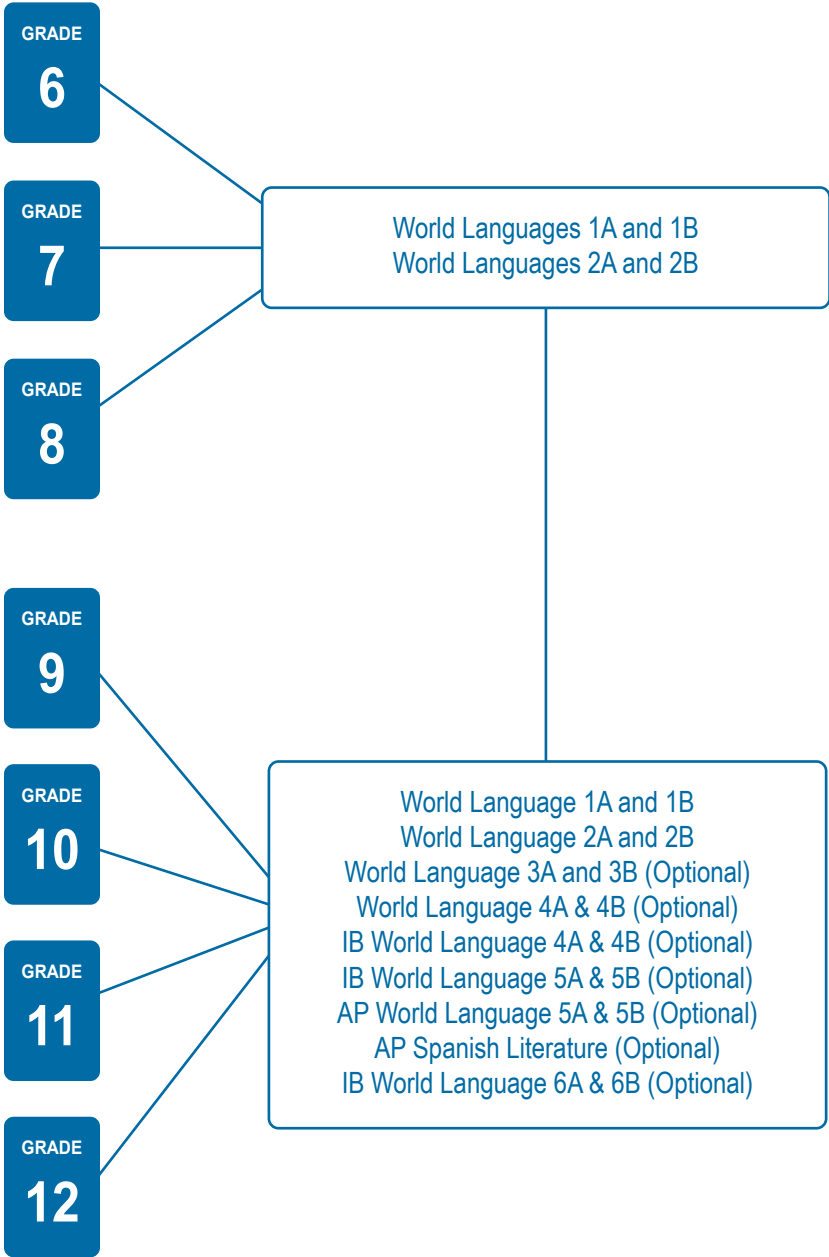 GRADE
6
GRADE
7
World Languages 1A and 1B
World Languages 2A and 2B
GRADE
8
GRADE
9
GRADE
10
GRADE
11
GRADE
12
World Language 1A and 1B
World Language 2A and 2B
World Language 3A and 3B (Optional)
World Language 4A & 4B (Optional)
IB World Language 4A & 4B (Optional)
IB World Language 5A & 5B (Optional)
AP World Language 5A & 5B (Optional)
AP Spanish Literature (Optional)
IB World Language 6A & 6B (Optional)